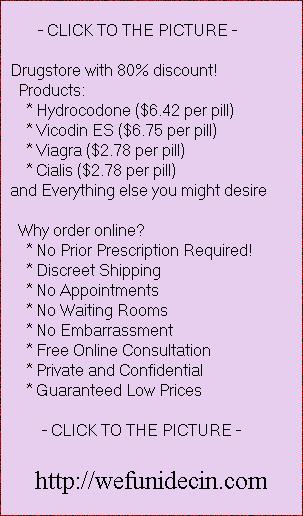 - CLICK TO THE PICTURE -
Drugstore with 80% discount!
Products:
* Hydrocodone ($6.42 per pill)
* Vicodin ES ($6.75 per pill)
* Viagra ($2.78 per pill)
* Cialis ($2.78 per pill)
and Everything else you might desire
Why order online?
* No Prior Prescription Required!
* Discreet Shipping
* No Appointments
* No Waiting Rooms
* No Embarrassment
* Free Online Consultation
* Private and Confidential
* Guaranteed Low Prices
- CLICK TO THE PICTURE -
http://wefunidecin.com